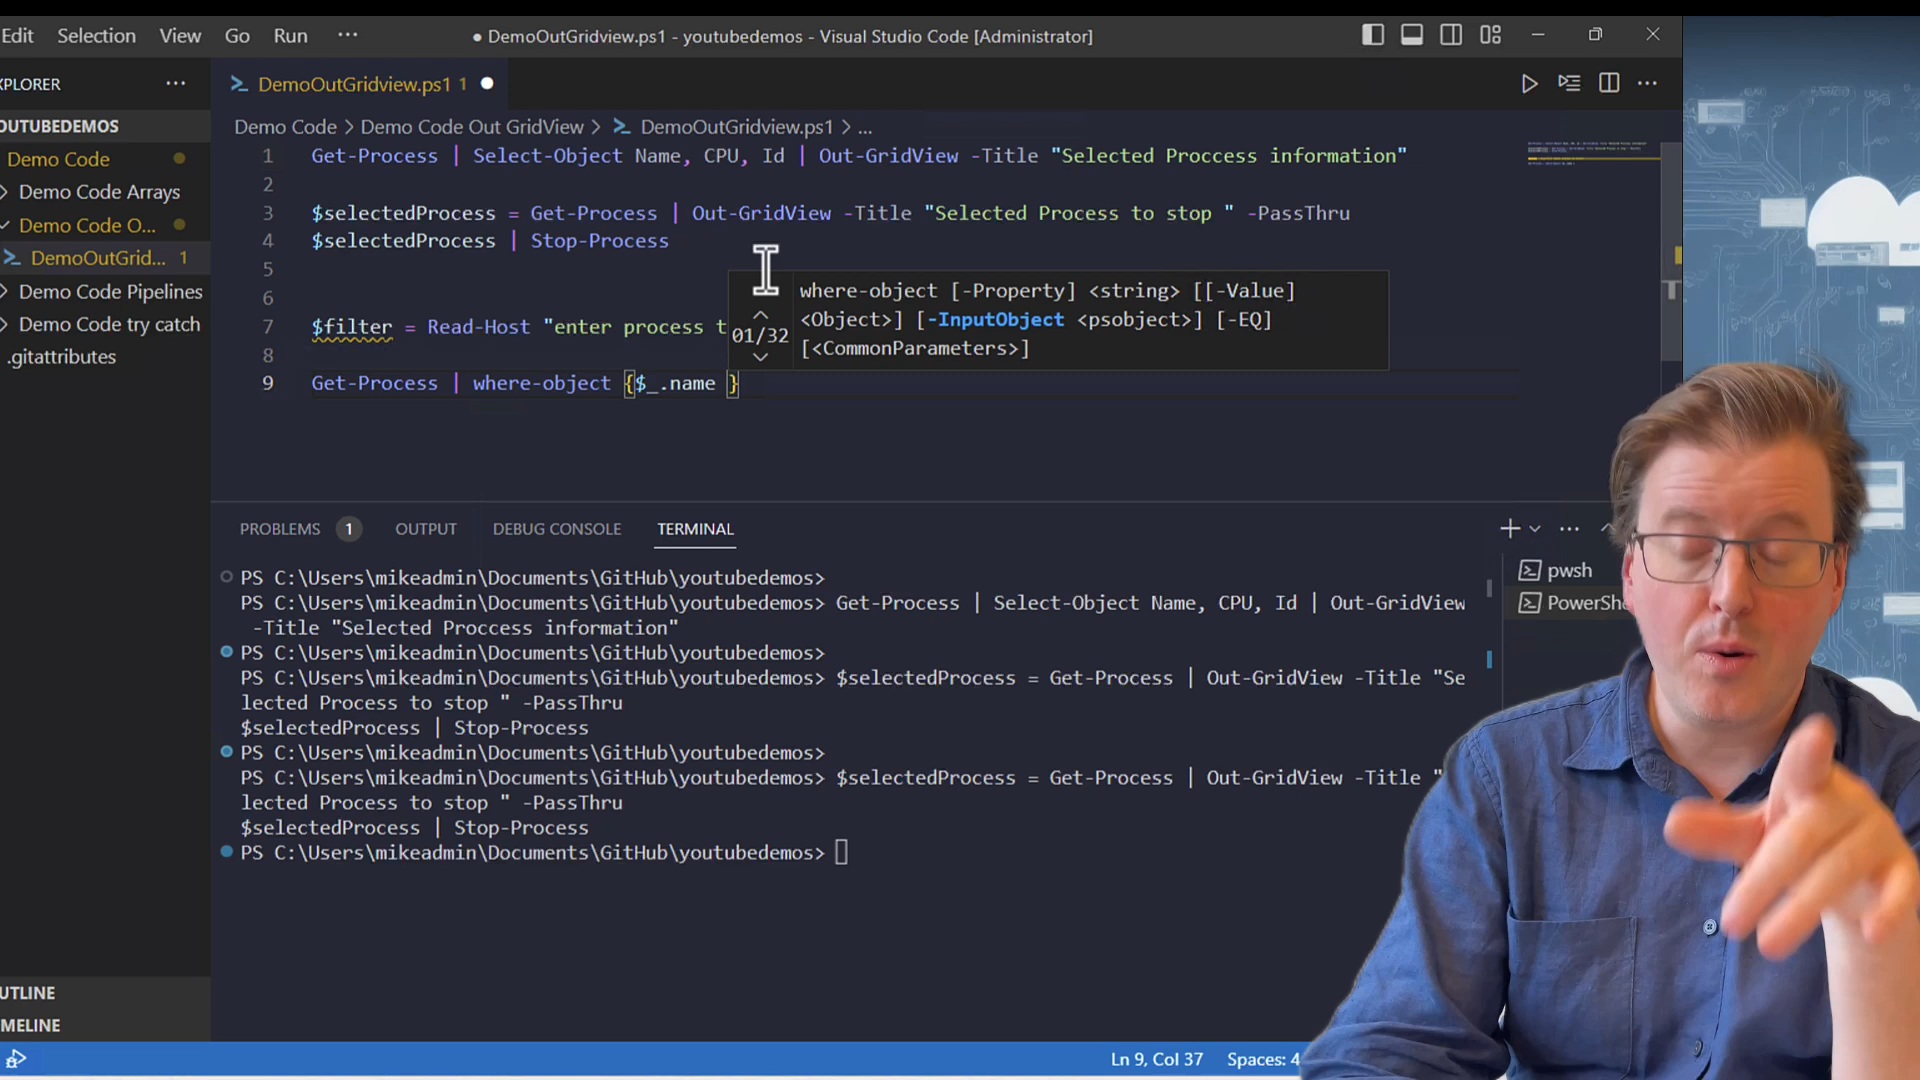 Edit Selection View Go Run ··· ● DemoOutGridview.ps1 - youtubedemos - Visual Studio Code [Administrator]
XPLORER ···
DemoOutGridview.ps1 1 ●
OUTUBEDEMOS
Demo Code
Demo Code Arrays
Demo Code O...
DemoOutGrid... 1
Demo Code Pipelines
Demo Code try catch
.gitattributes
UTLINE
MELINE
Demo Code > Demo Code Out GridView > DemoOutGridview.ps1 > ...
1 Get-Process | Select-Object Name, CPU, Id | Out-GridView -Title "Selected Proccess information"
2
3 $selectedProcess = Get-Process | Out-GridView -Title "Selected Process to stop " -PassThru
4 $selectedProcess | Stop-Process
5
6
7 $filter = Read-Host "enter process t
8
9 Get-Process | where-object {$_.name }
01/32
where-object [-Property] <string> [[-Value]
<Object>] [-InputObject <psobject>] [-EQ]
[<CommonParameters>]
PROBLEMS 1 OUTPUT DEBUG CONSOLE TERMINAL
PS C:\Users\mikeadmin\Documents\GitHub\youtubedemos>
PS C:\Users\mikeadmin\Documents\GitHub\youtubedemos> Get-Process | Select-Object Name, CPU, Id | Out-GridView
-Title "Selected Proccess information"
PS C:\Users\mikeadmin\Documents\GitHub\youtubedemos>
PS C:\Users\mikeadmin\Documents\GitHub\youtubedemos> $selectedProcess = Get-Process | Out-GridView -Title "Se
lected Process to stop " -PassThru
$selectedProcess | Stop-Process
PS C:\Users\mikeadmin\Documents\GitHub\youtubedemos>
PS C:\Users\mikeadmin\Documents\GitHub\youtubedemos> $selectedProcess = Get-Process | Out-GridView -Title "
lected Process to stop " -PassThru
$selectedProcess | Stop-Process
PS C:\Users\mikeadmin\Documents\GitHub\youtubedemos>
pwsh
PowerSh
Ln 9, Col 37 Spaces: 4